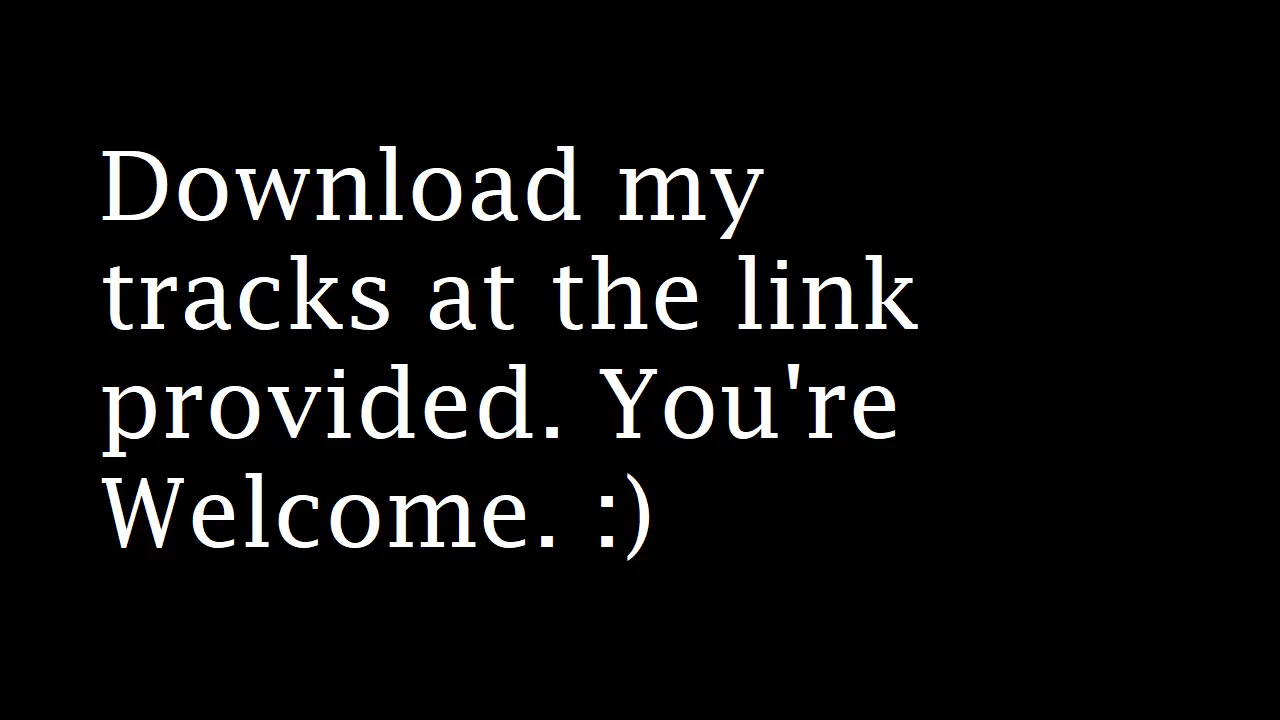 Download my
tracks at the link
provided. You're
Welcome. :)